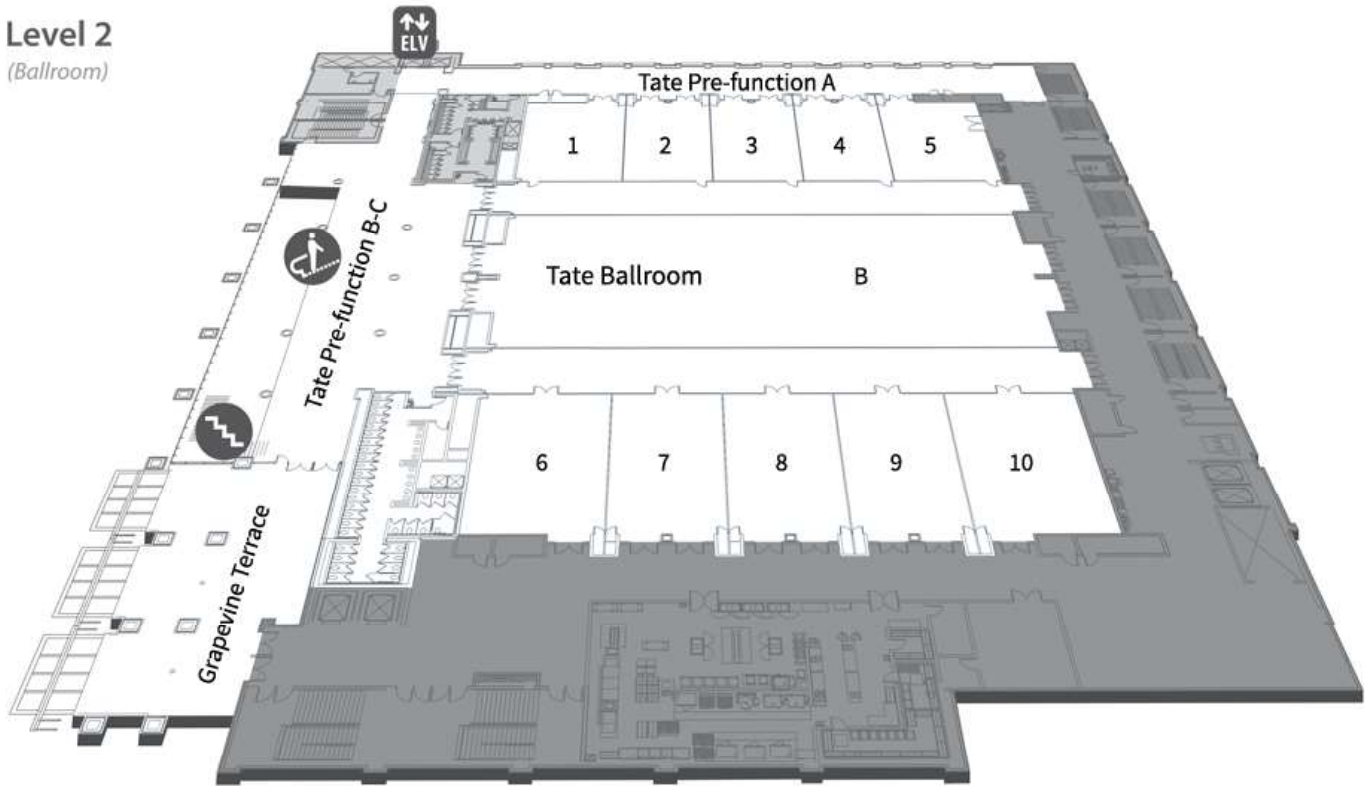 Level 2
(Ballroom)
ELV
Tate Pre-function A
1 2 3 4 5
Tate Pre-function B-C
Tate Ballroom B
6 7 8 9 10
Grapevine Terrace